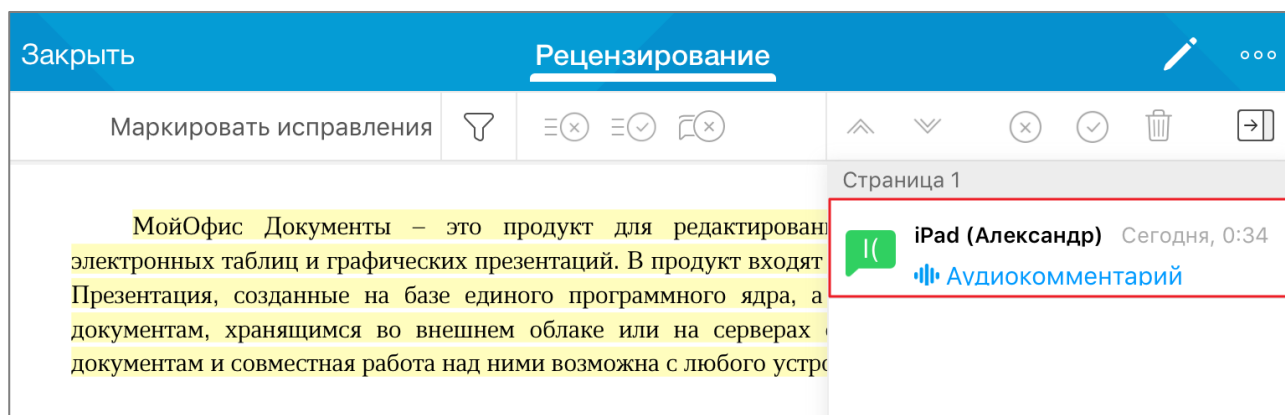 Закрыть
Рецензирование
Маркировать исправления
Страница 1
МойОфис Документы – это продукт для
электронных таблиц и графических презентаций. В продукт входят
Презентация, созданные на базе единого программного ядра, а
документам, хранящимся во внешнем облаке или на серверах
документам и совместная работа над ними возможна с любого
I(
iPad (Александр) Сегодня, 0:34
Аудиокомментарий